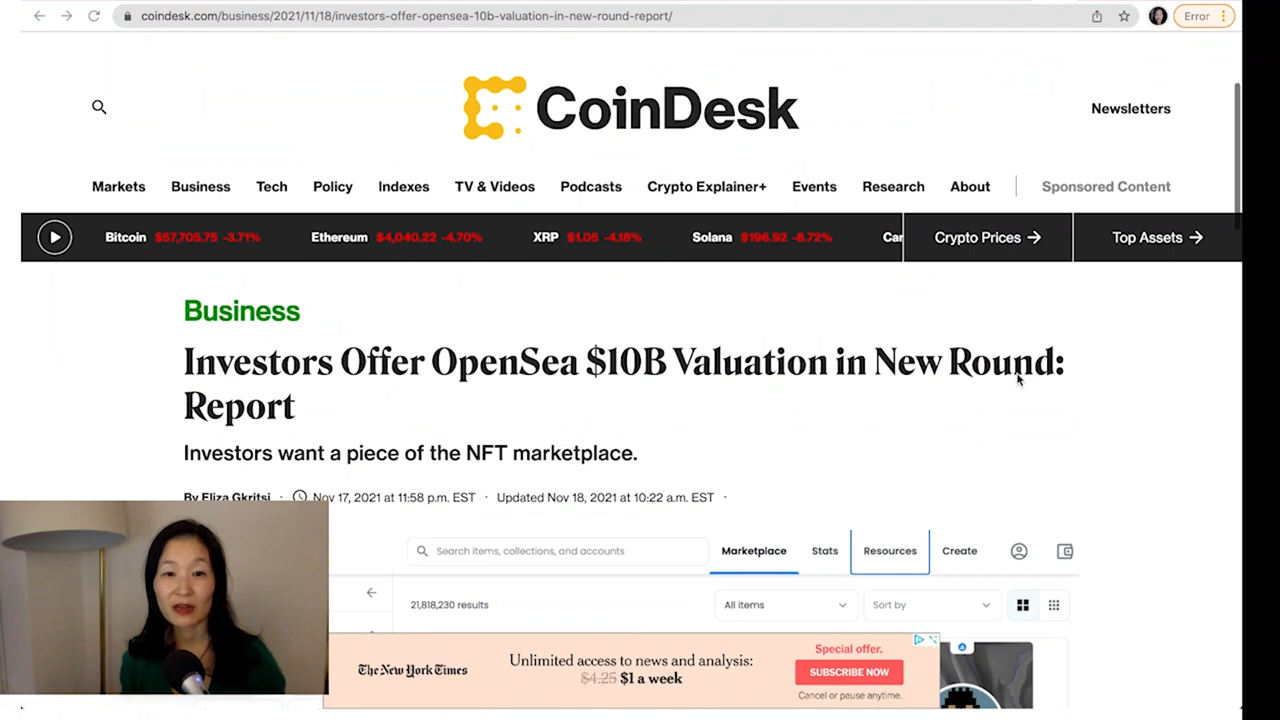 coindesk.com/business/2021/11/18/investors-offer-opensea-10b-valuation-in-new-round-report/
Error
CoinDesk
Newsletters
Markets Business Tech Policy Indexes TV & Videos Podcasts Crypto Explainer+ Events Research About Sponsored Content
Bitcoin $57,705.75 -3.71% Ethereum $4,040.22 -4.70% XRP $1.05 -4.18% Solana $196.92 -8.72% Car Crypto Prices → Top Assets →
Business
Investors Offer OpenSea $10B Valuation in New Round:
Report
Investors want a piece of the NFT marketplace.
By Eliza Gkritsi · Nov 17, 2021 at 11:58 p.m. EST · Updated Nov 18, 2021 at 10:22 a.m. EST ·
Search items, collections, and accounts Marketplace Stats Resources Create
21,818,230 results All items Sort by
The New York Times
Unlimited access to news and analysis:
$4.25 $1 a week
Special offer.
SUBSCRIBE NOW
Cancel or pause anytime.